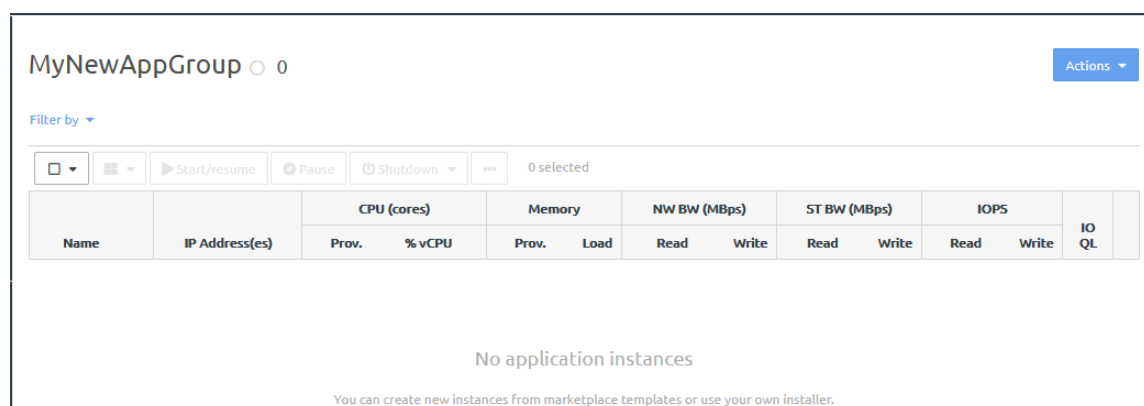 MyNewAppGroup 0
Actions
Filter by
Start/resume Pause Shutdown ••• 0 selected
CPU (cores) Memory NW BW (MBps) ST BW (MBps) IOPS
Name IP Address(es) Prov. % vCPU Prov. Load Read Write Read Write Read Write IO QL
No application instances
You can create new instances from marketplace templates or use your own installer.